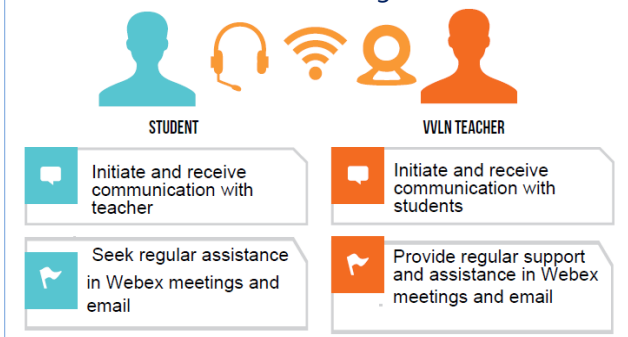 STUDENT
VVLN TEACHER
Initiate and receive
communication with
teacher
Initiate and receive
communication with
students
Seek regular assistance
in Webex meetings and
email
Provide regular support
and assistance in Webex
meetings and email